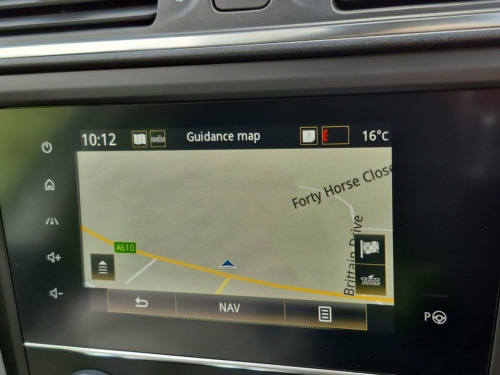 10:12 Guidance map 16°C
Forty Horse Close
Brittain Drive
A610
NAV
P